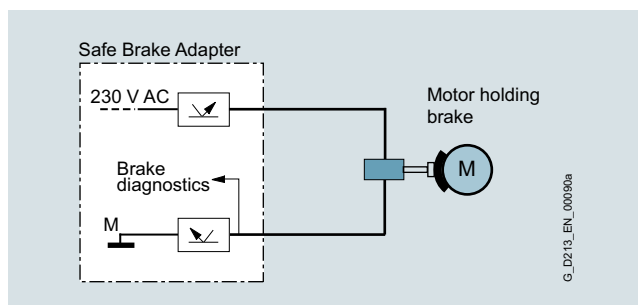 Safe Brake Adapter
230 V AC
Motor holding
brake
M
Brake
diagnostics
M
G_D213_EN_00090a